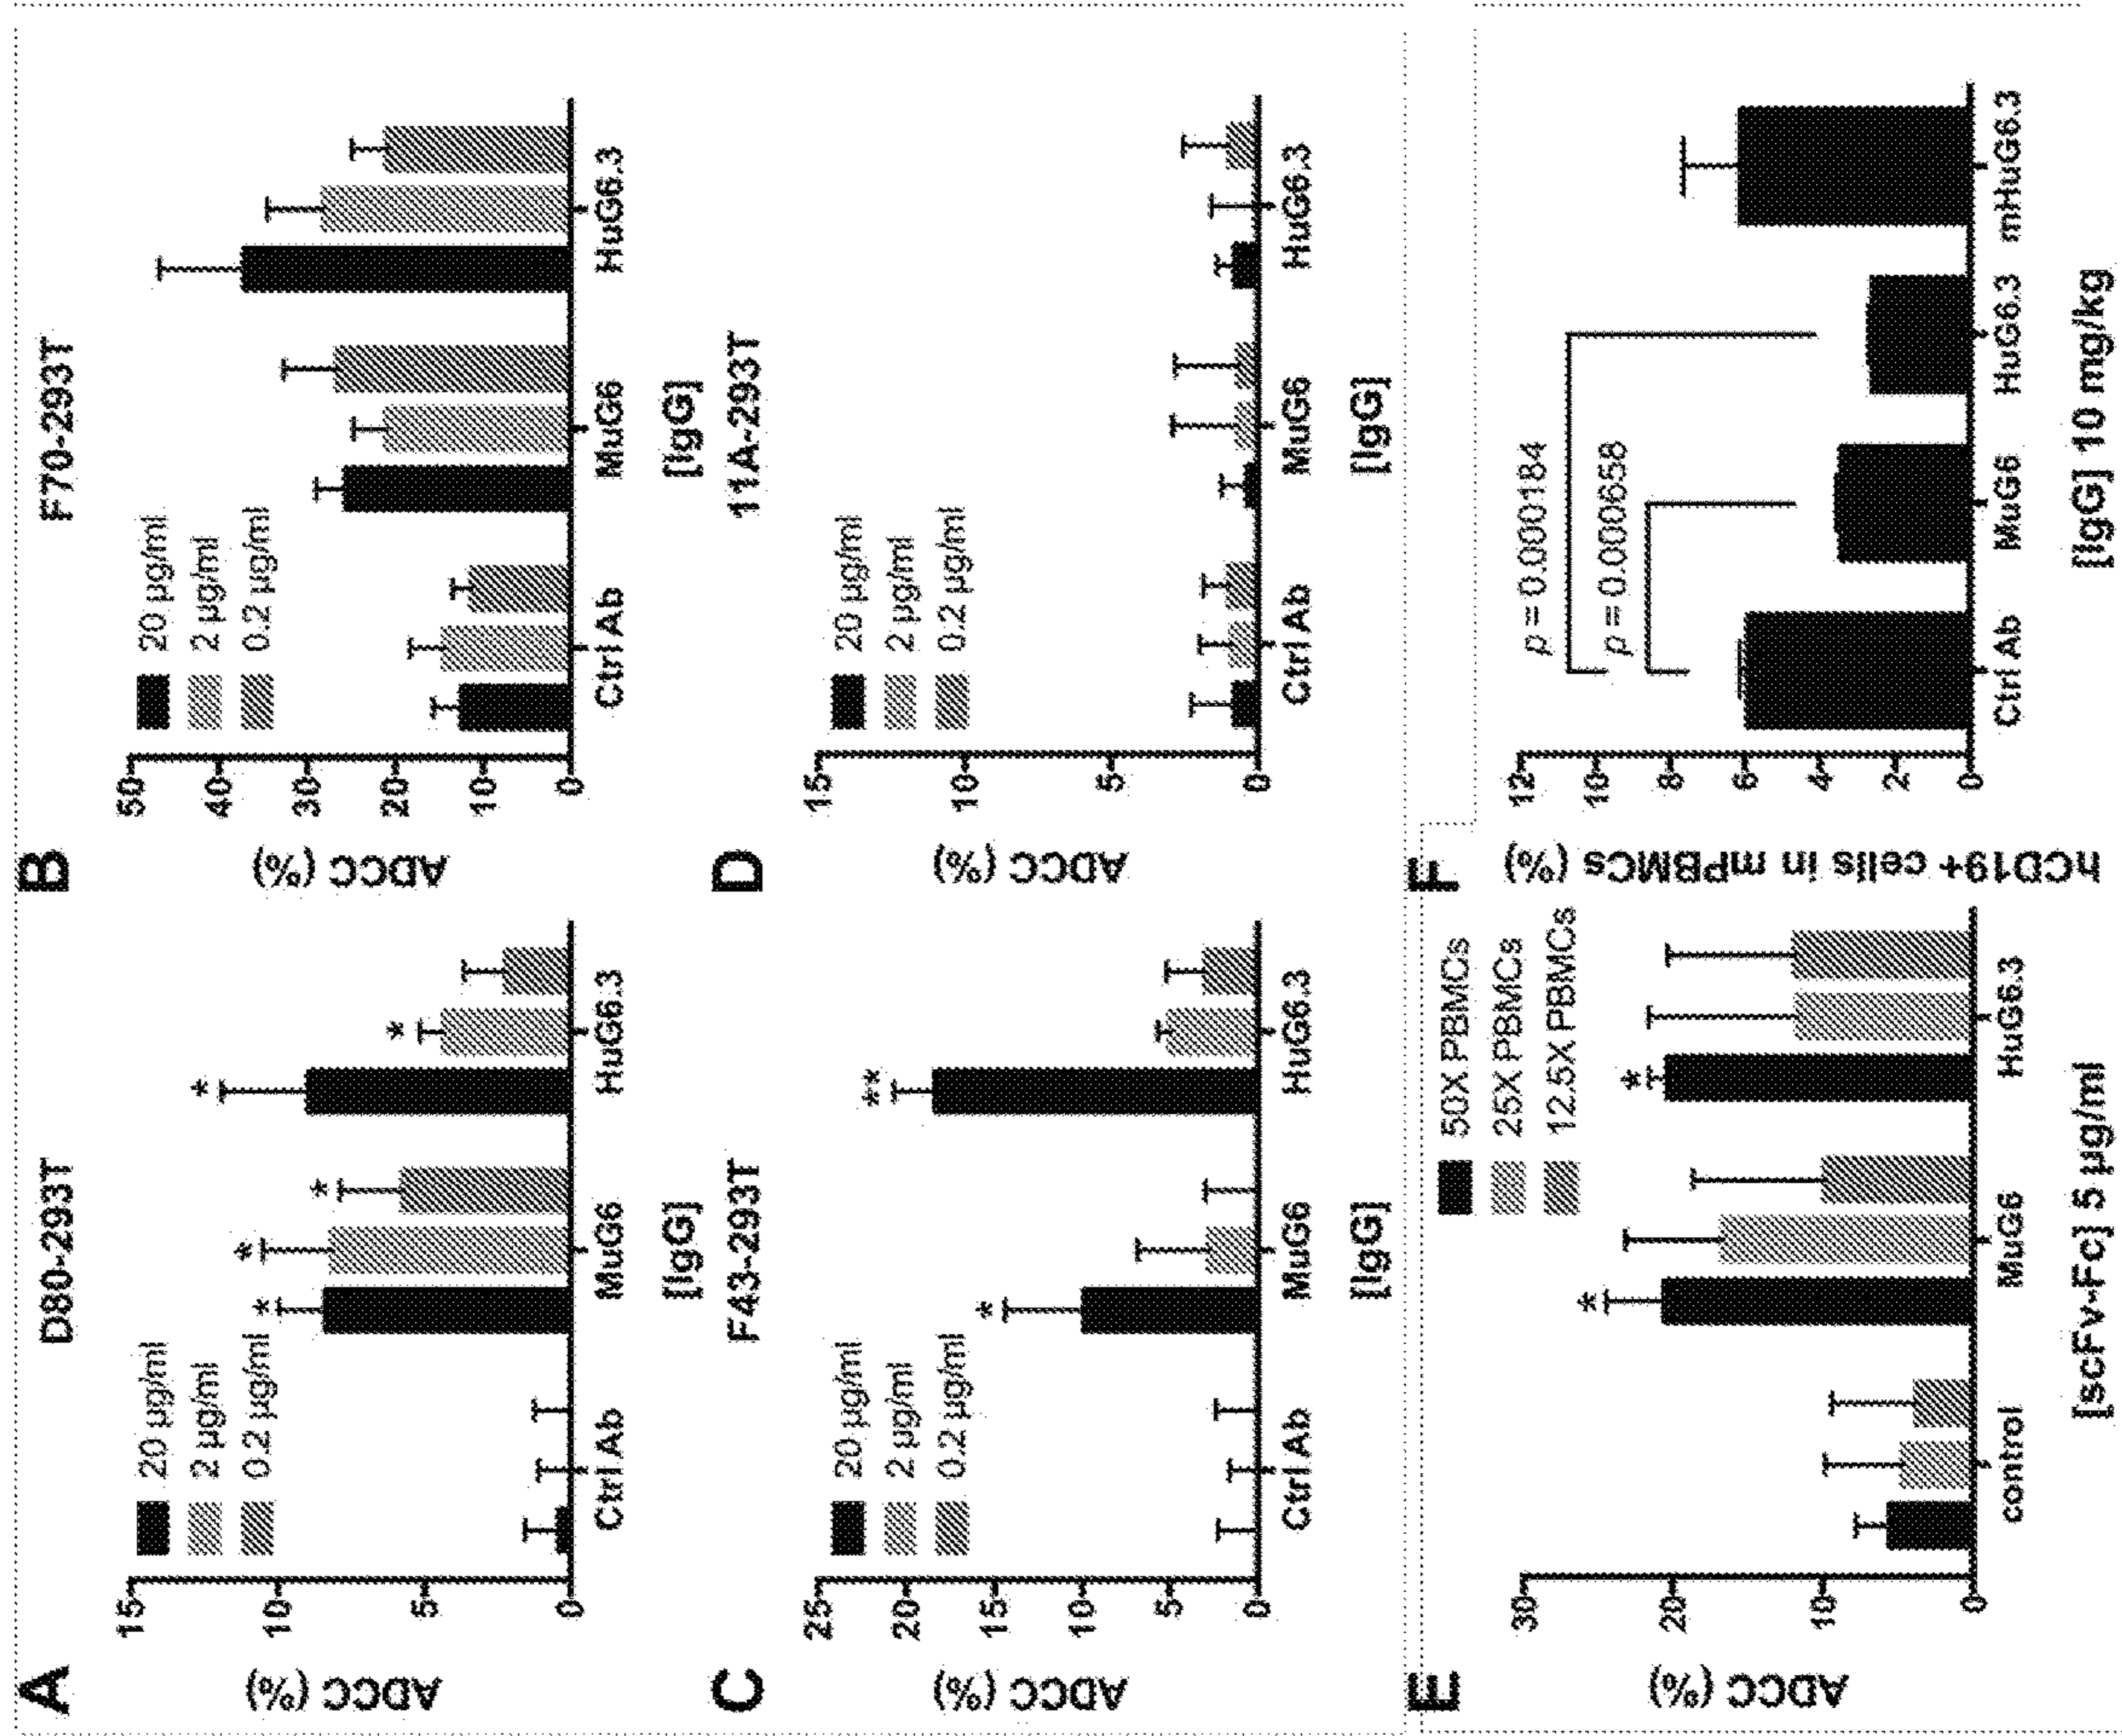 A
D80-293T
ADCC (%)
15
10
5
0
20 µg/ml
2 µg/ml
0.2 µg/ml
*
*
*
*
*
Ctrl Ab
MuG6
HuG6.3
[IgG]
B
F70-293T
ADCC (%)
50
40
30
20
10
0
20 µg/ml
2 µg/ml
0.2 µg/ml
Ctrl Ab
MuG6
HuG6.3
[IgG]
C
F43-293T
ADCC (%)
25
20
15
10
5
0
20 µg/ml
2 µg/ml
0.2 µg/ml
*
**
Ctrl Ab
MuG6
HuG6.3
[IgG]
D
11A-293T
ADCC (%)
15
10
5
0
20 µg/ml
2 µg/ml
0.2 µg/ml
Ctrl Ab
MuG6
HuG6.3
[IgG]
E
ADCC (%)
30
20
10
0
50X PBMCs
25X PBMCs
12.5X PBMCs
*
*
control
MuG6
HuG6.3
[scFv-Fc] 5 µg/ml
F
hCD19+ cells in mPBMCs (%)
12
10
8
6
4
2
0
p = 0.000184
p = 0.000658
Ctrl Ab
MuG6
HuG6.3
mHuG6.3
[IgG] 10 mg/kg